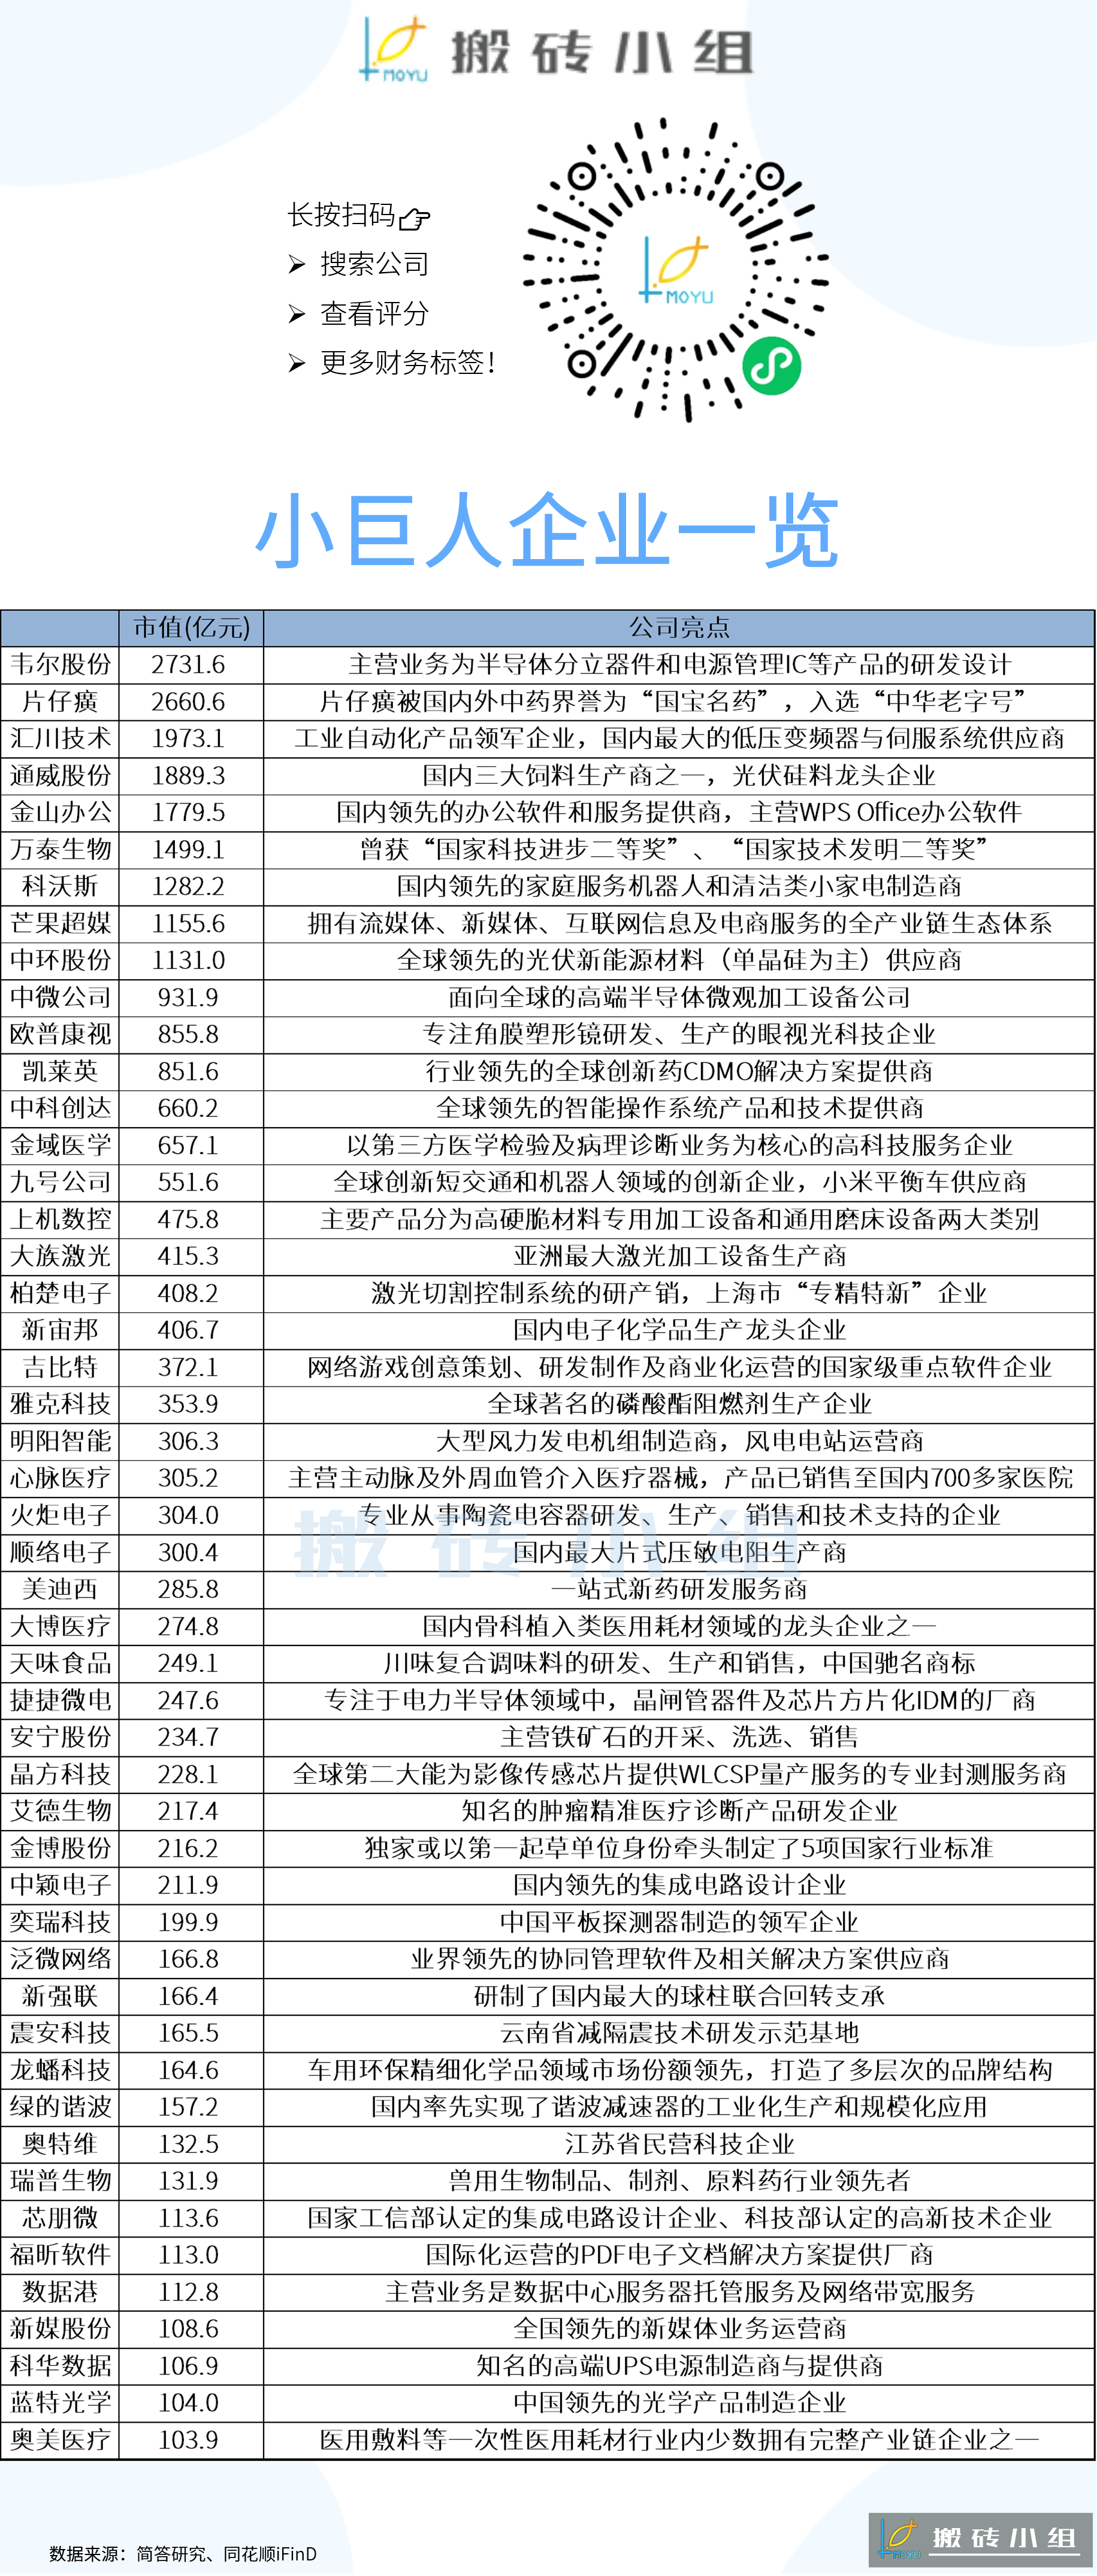 MOYU 搬砖小组
长按扫码
➢ 搜索公司
➢ 查看评分
➢ 更多财务标签！
MOYU
小巨人企业一览
市值(亿元) 公司亮点
韦尔股份 2731.6 主营业务为半导体分立器件和电源管理IC等产品的研发设计
片仔癀 2660.6 片仔癀被国内外中药界誉为“国宝名药”，入选“中华老字号”
汇川技术 1973.1 工业自动化产品领军企业，国内最大的低压变频器与伺服系统供应商
通威股份 1889.3 国内三大饲料生产商之一，光伏硅料龙头企业
金山办公 1779.5 国内领先的办公软件和服务提供商，主营WPS Office办公软件
万泰生物 1499.1 曾获“国家科技进步二等奖”、“国家技术发明二等奖”
科沃斯 1282.2 国内领先的家庭服务机器人和清洁类小家电制造商
芒果超媒 1155.6 拥有流媒体、新媒体、互联网信息及电商服务的全产业链生态体系
中环股份 1131.0 全球领先的光伏新能源材料（单晶硅为主）供应商
中微公司 931.9 面向全球的高端半导体微观加工设备公司
欧普康视 855.8 专注角膜塑形镜研发、生产的眼视光科技企业
凯莱英 851.6 行业领先的全球创新药CDMO解决方案提供商
中科创达 660.2 全球领先的智能操作系统产品和技术提供商
金域医学 657.1 以第三方医学检验及病理诊断业务为核心的高科技服务企业
九号公司 551.6 全球创新短交通和机器人领域的创新企业，小米平衡车供应商
上机数控 475.8 主要产品分为高硬脆材料专用加工设备和通用磨床设备两大类别
大族激光 415.3 亚洲最大激光加工设备生产商
柏楚电子 408.2 激光切割控制系统的研产销，上海市“专精特新”企业
新宙邦 406.7 国内电子化学品生产龙头企业
吉比特 372.1 网络游戏创意策划、研发制作及商业化运营的国家级重点软件企业
雅克科技 353.9 全球著名的磷酸酯阻燃剂生产企业
明阳智能 306.3 大型风力发电机组制造商，风电电站运营商
心脉医疗 305.2 主营主动脉及外周血管介入医疗器械，产品已销售至国内700多家医院
火炬电子 304.0 专业从事陶瓷电容器研发、生产、销售和技术支持的企业
搬砖小组
顺络电子 300.4 国内最大片式压敏电阻生产商
美迪西 285.8 一站式新药研发服务商
大博医疗 274.8 国内骨科植入类医用耗材领域的龙头企业之一
天味食品 249.1 川味复合调味料的研发、生产和销售，中国驰名商标
捷捷微电 247.6 专注于电力半导体领域中，晶闸管器件及芯片方片化IDM的厂商
安宁股份 234.7 主营铁矿石的开采、洗选、销售
晶方科技 228.1 全球第二大能为影像传感芯片提供WLCSP量产服务的专业封测服务商
艾德生物 217.4 知名的肿瘤精准医疗诊断产品研发企业
金博股份 216.2 独家或以第一起草单位身份牵头制定了5项国家行业标准
中颖电子 211.9 国内领先的集成电路设计企业
奕瑞科技 199.9 中国平板探测器制造的领军企业
泛微网络 166.8 业界领先的协同管理软件及相关解决方案供应商
新强联 166.4 研制了国内最大的球柱联合回转支承
震安科技 165.5 云南省减隔震技术研发示范基地
龙蟠科技 164.6 车用环保精细化学品领域市场份额领先，打造了多层次的品牌结构
绿的谐波 157.2 国内率先实现了谐波减速器的工业化生产和规模化应用
奥特维 132.5 江苏省民营科技企业
瑞普生物 131.9 兽用生物制品、制剂、原料药行业领先者
芯朋微 113.6 国家工信部认定的集成电路设计企业、科技部认定的高新技术企业
福昕软件 113.0 国际化运营的PDF电子文档解决方案提供厂商
数据港 112.8 主营业务是数据中心服务器托管服务及网络带宽服务
新媒股份 108.6 全国领先的新媒体业务运营商
科华数据 106.9 知名的高端UPS电源制造商与提供商
蓝特光学 104.0 中国领先的光学产品制造企业
奥美医疗 103.9 医用敷料等一次性医用耗材行业内少数拥有完整产业链企业之一
数据来源：简答研究、同花顺iFinD
MOYU 搬砖小组